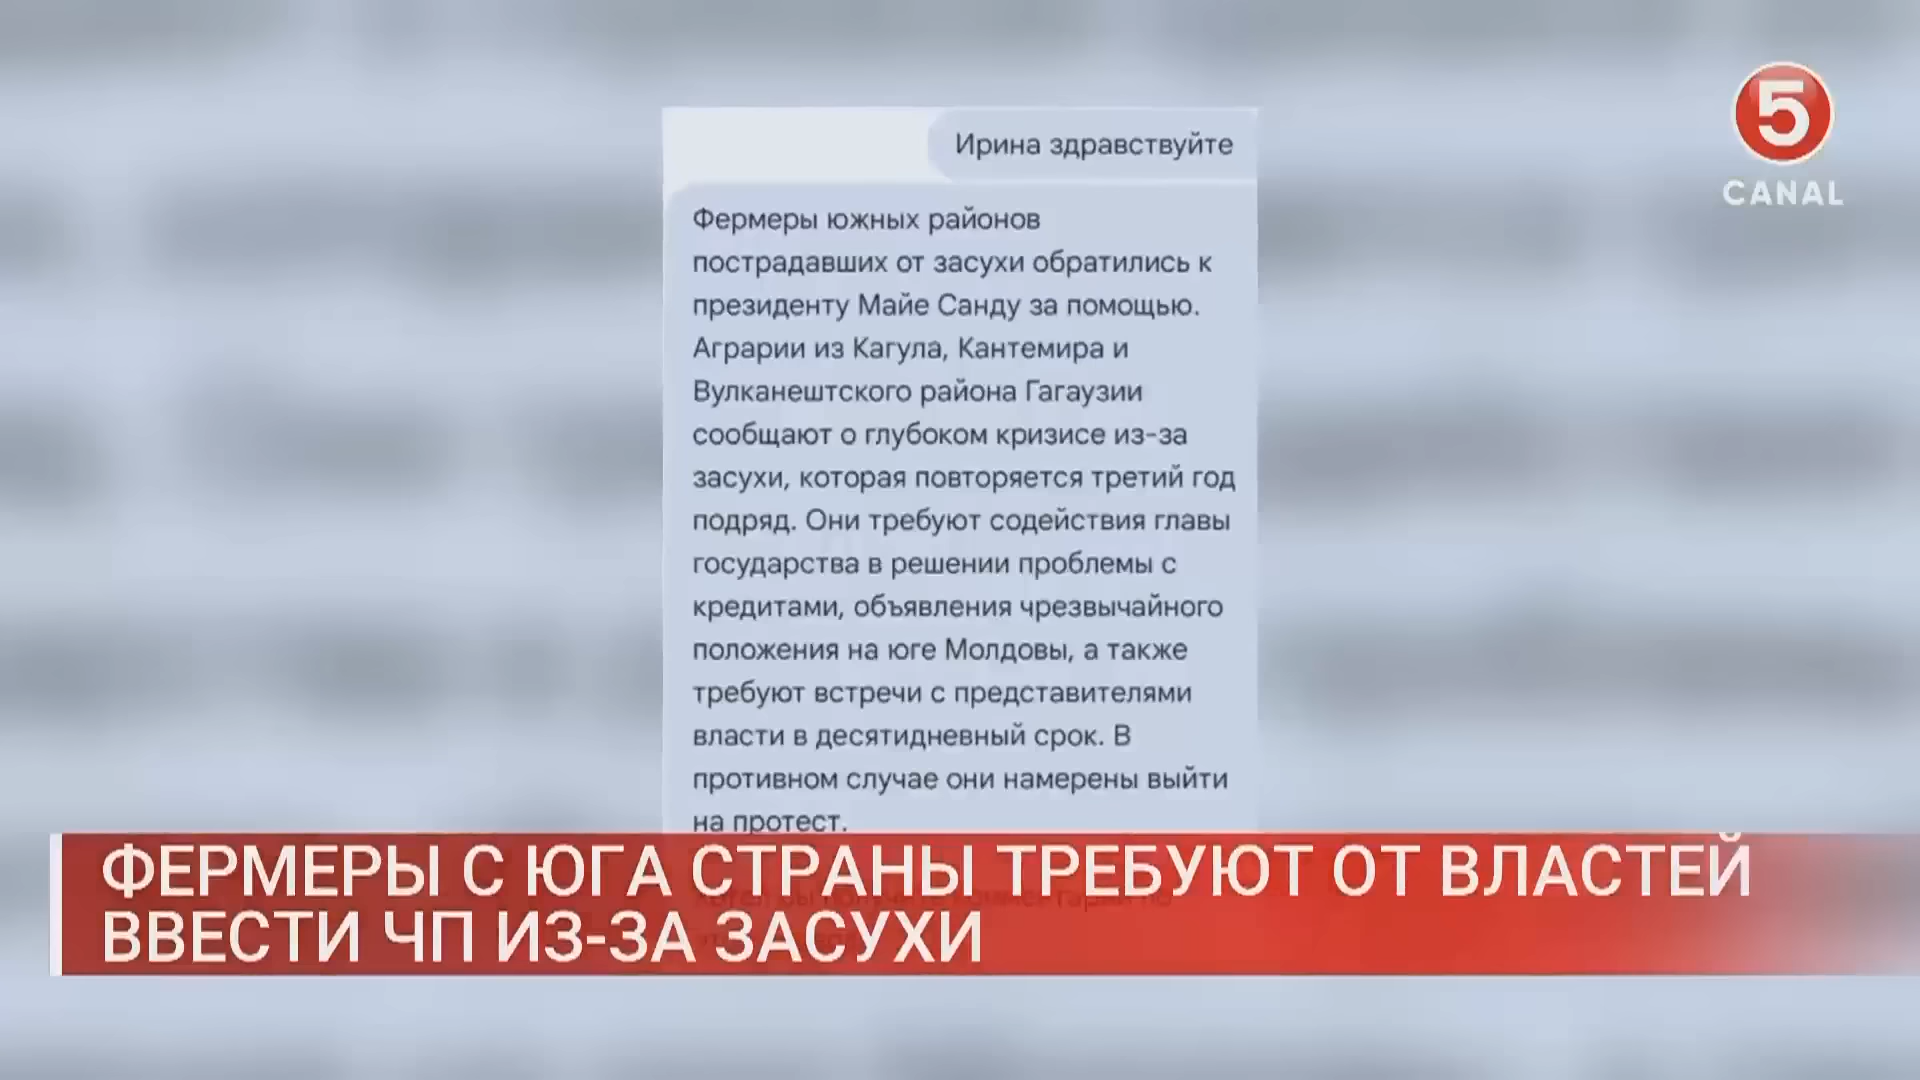 5
CANAL
Ирина здравствуйте
Фермеры южных районов
пострадавших от засухи обратились к
президенту Майе Санду за помощью.
Аграрии из Кагула, Кантемира и
Вулканештского района Гагаузии
сообщают о глубоком кризисе из-за
засухи, которая повторяется третий год
подряд. Они требуют содействия главы
государства в решении проблемы с
кредитами, объявления чрезвычайного
положения на юге Молдовы, а также
требуют встречи с представителями
власти в десятидневный срок. В
противном случае они намерены выйти
на протест.
ФЕРМЕРЫ С ЮГА СТРАНЫ ТРЕБУЮТ ОТ ВЛАСТЕЙ
ВВЕСТИ ЧП ИЗ-ЗА ЗАСУХИ